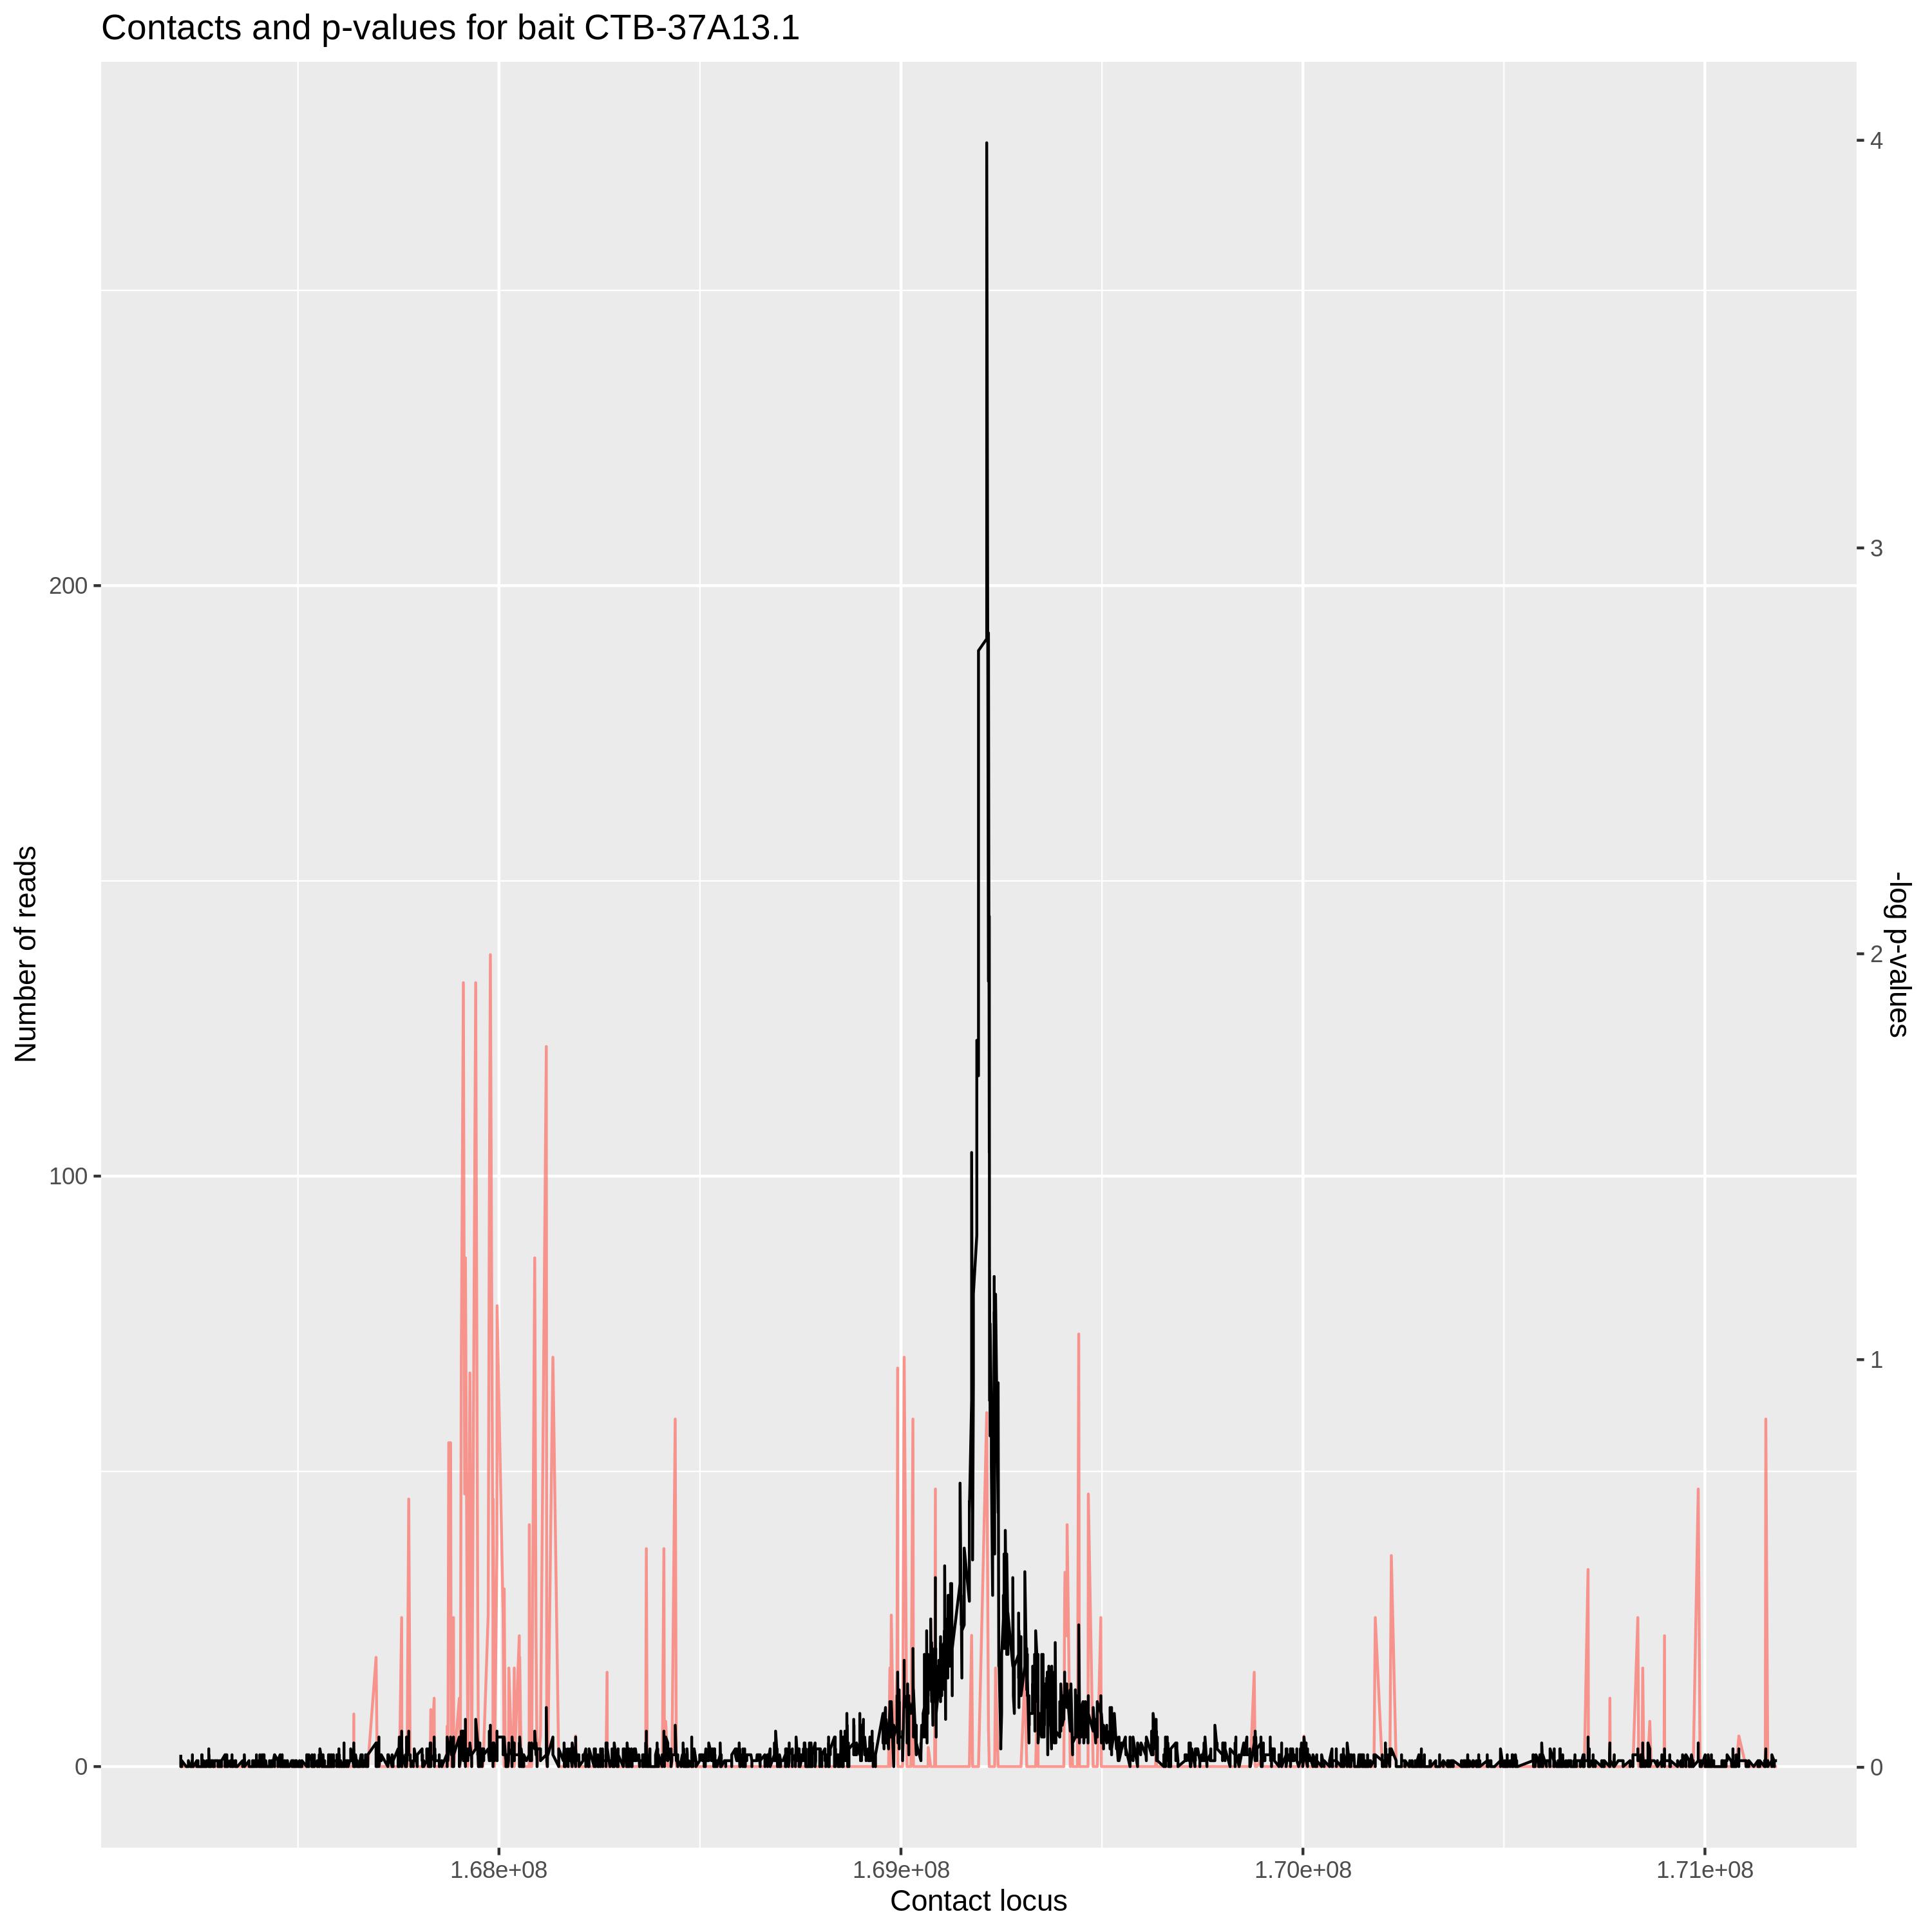 Contacts and p-values for bait CTB-37A13.1
Number of reads
200
100
0
4
3
2
1
0
-log p-values
1.68e+08 1.69e+08 1.70e+08 1.71e+08
Contact locus